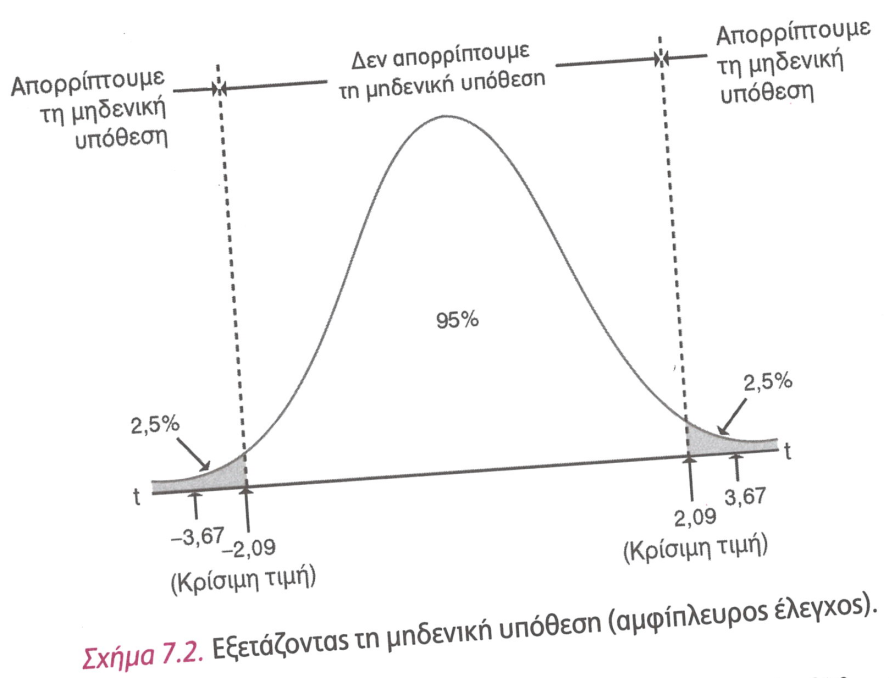 Απορρίπτουμε
τη μηδενική
υπόθεση
Δεν απορρίπτουμε
τη μηδενική υπόθεση
Απορρίπτουμε
τη μηδενική
υπόθεση
95%
2,5%
2,5%
t
t
–3,67
–2,09
(Κρίσιμη τιμή)
2,09
3,67
(Κρίσιμη τιμή)
Σχήμα 7.2. Εξετάζοντας τη μηδενική υπόθεση (αμφίπλευρος έλεγχος).